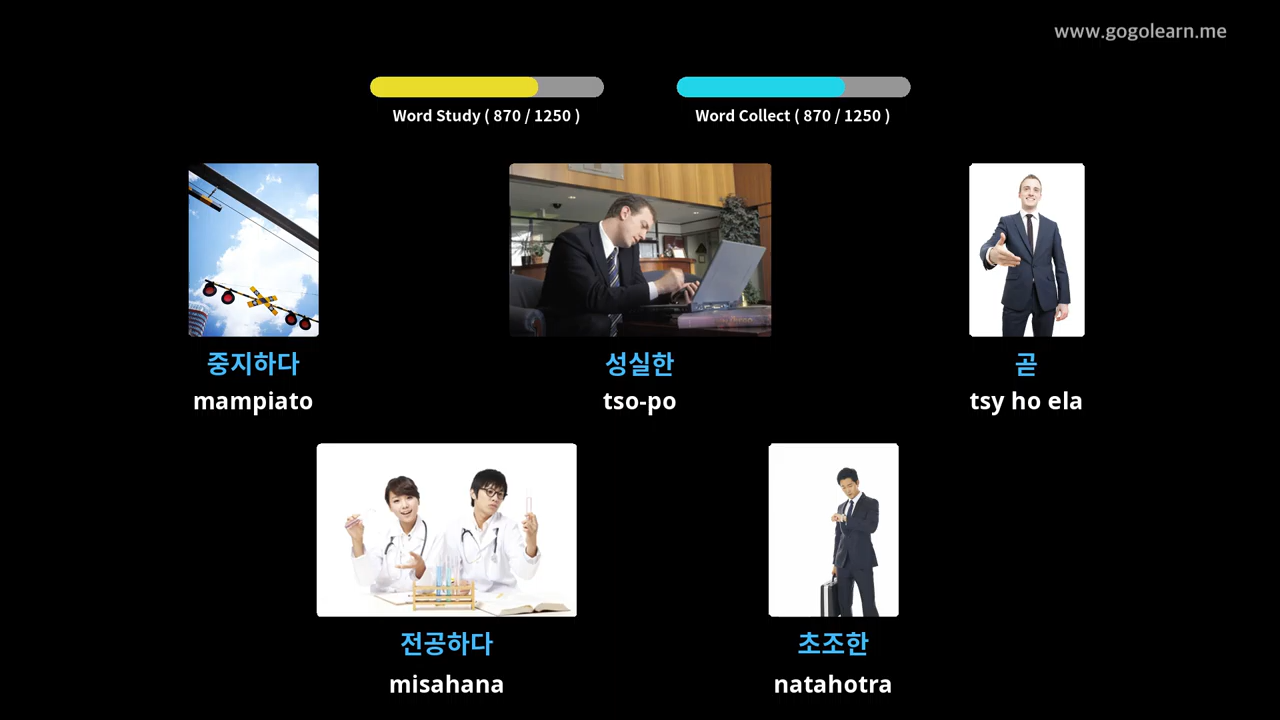 www.gogolearn.me
Word Study ( 870 / 1250 )
Word Collect ( 870 / 1250 )
중지하다
mampiato
성실한
tso-po
곧
tsy ho ela
전공하다
misahana
초조한
natahotra